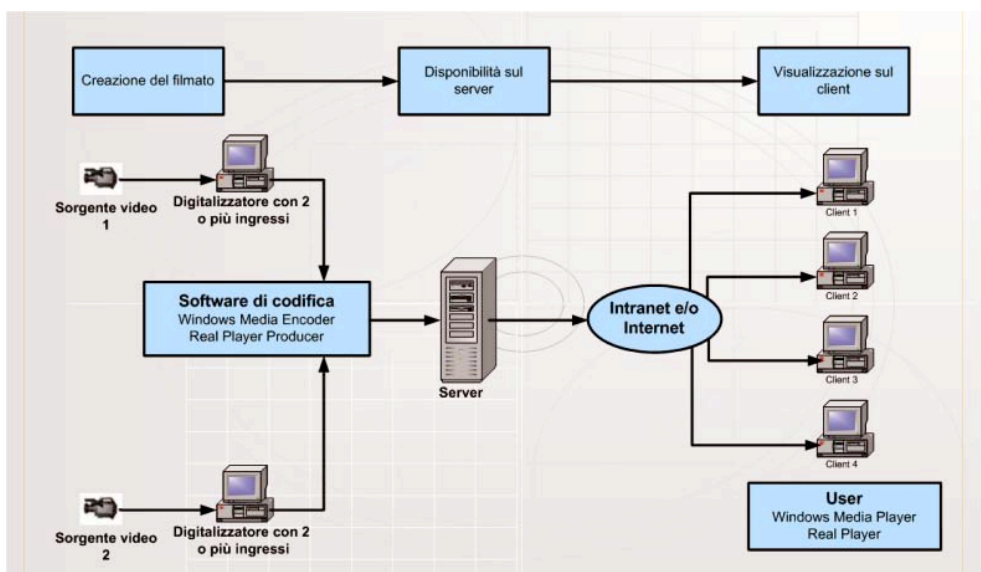 Creazione del filmato
Disponibilità sul
server
Visualizzazione sul
client
Sorgente video
1
Digitalizzatore con 2
o più ingressi
Client 1
Client 2
Software di codifica
Windows Media Encoder
Real Player Producer
Server
Intranet e/o
Internet
Client 3
Client 4
Sorgente video
2
Digitalizzatore con 2
o più ingressi
User
Windows Media Player
Real Player